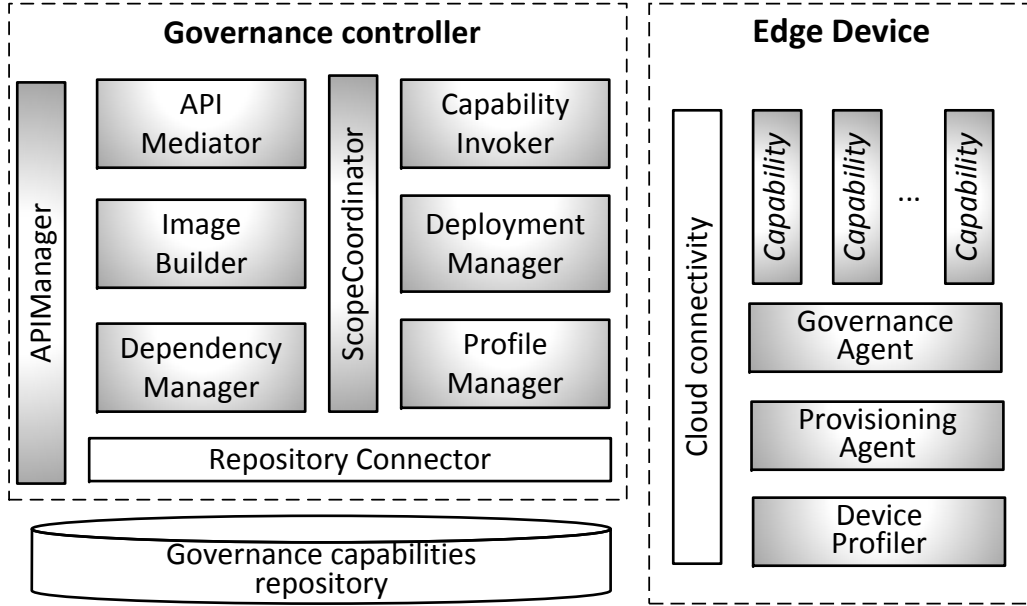 Governance controller
APIManager
API
Mediator
Image
Builder
Dependency
Manager
ScopeCoordinator
Capability
Invoker
Deployment
Manager
Profile
Manager
Repository Connector
Governance capabilities
repository
Edge Device
Cloud connectivity
Capability
Capability
...
Capability
Governance
Agent
Provisioning
Agent
Device
Profiler